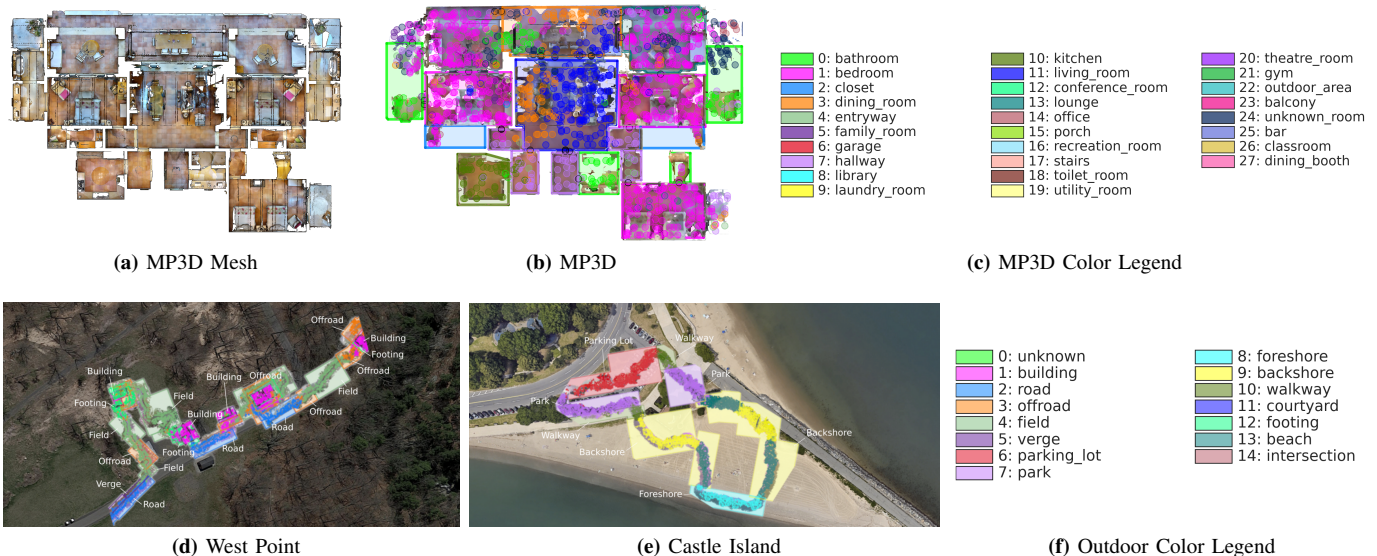 0: bathroom
1: bedroom
2: closet
3: dining_room
4: entryway
5: family_room
6: garage
7: hallway
8: library
9: laundry_room
10: kitchen
11: living_room
12: conference_room
13: lounge
14: office
15: porch
16: recreation_room
17: stairs
18: toilet_room
19: utility_room
20: theatre_room
21: gym
22: outdoor_area
23: balcony
24: unknown_room
25: bar
26: classroom
27: dining_booth
(a) MP3D Mesh
(b) MP3D
(c) MP3D Color Legend
Offroad
Building
Footing
Offroad
Field
Offroad
Building
Offroad
Building
Footing
Field
Building
Road
Field
Footing
Road
Offroad
Field
Verge
Road
Parking Lot
Walkway
Park
Park
Walkway
Backshore
Backshore
Foreshore
0: unknown
1: building
2: road
3: offroad
4: field
5: verge
6: parking_lot
7: park
8: foreshore
9: backshore
10: walkway
11: courtyard
12: footing
13: beach
14: intersection
(d) West Point
(e) Castle Island
(f) Outdoor Color Legend